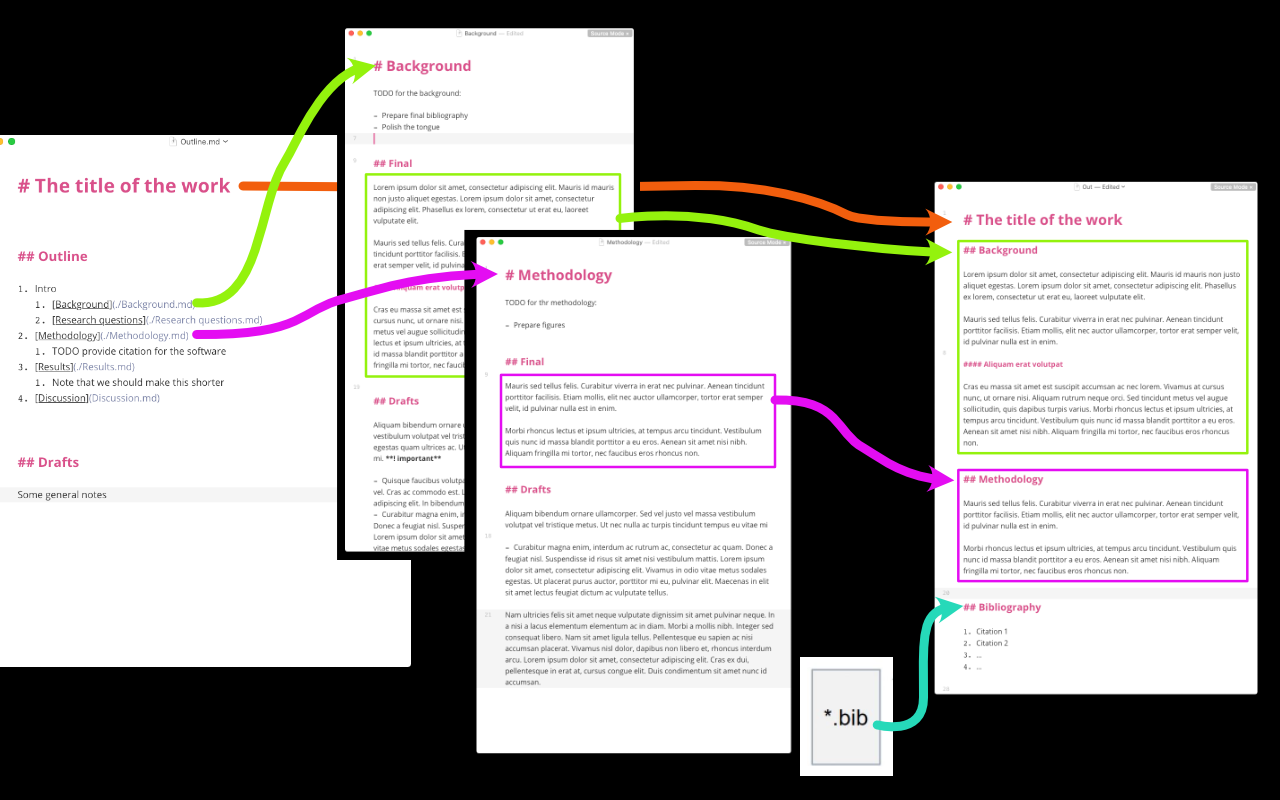 Outline.md
# The title of the work
## Outline
1. Intro
1. [Background](./Background.md)
2. [Research questions](./Research questions.md)
2. [Methodology](./Methodology.md)
1. TODO provide citation for the software
3. [Results](./Results.md)
1. Note that we should make this shorter
4. [Discussion](Discussion.md)
## Drafts
Some general notes
Background — Edited
Source Mode
# Background
TODO for the background:
– Prepare final bibliography
– Polish the tongue
## Final
Lorem ipsum dolor sit amet, consectetur adipiscing elit. Mauris id mauris
non justo aliquet egestas. Lorem ipsum dolor sit amet, consectetur
adipiscing elit. Phasellus ex lorem, consectetur ut erat eu, laoreet
vulputate elit.
Mauris sed tellus felis. Cura
tincidunt porttitor facilisis. E
erat semper velit, id pulvinar
aliquam erat volutpat
Cras eu massa sit amet est s
cursus nunc, ut ornare nisi.
metus vel augue sollicitudin
lectus et ipsum ultricies, at
id massa blandit porttitor a
fringilla mi tortor, nec fauci
## Drafts
Aliquam bibendum ornare
vestibulum volutpat vel trist
egestas quam ultrices ac. U
mi. **! important**
– Quisque faucibus volutpa
vel. Cras ac commodo est. L
adipiscing elit. In bibendum
– Curabitur magna enim, in
Donec a feugiat nisl. Susper
sit amet, co
vitae metus sodales egestas
Methodology — Edited
Source Mode
# Methodology
TODO for thr methodology:
– Prepare figures
## Final
9
Mauris sed tellus felis. Curabitur viverra in erat nec pulvinar. Aenean tincidunt
porttitor facilisis. Etiam mollis, elit nec auctor ullamcorper, tortor erat semper
velit, id pulvinar nulla est in enim.
Morbi rhoncus lectus et ipsum ultricies, at tempus arcu tincidunt. Vestibulum
quis nunc id massa blandit porttitor a eu eros. Aenean sit amet nisi nibh.
Aliquam fringilla mi tortor, nec faucibus eros rhoncus non.
## Drafts
Aliquam bibendum ornare ullamcorper. Sed vel justo vel massa vestibulum
volutpat vel tristique metus. Ut nec nulla ac turpis tincidunt tempus eu vitae mi
– Curabitur magna enim, interdum ac rutrum ac, consectetur ac quam. Donec a
feugiat nisl. Suspendisse id risus sit amet nisi vestibulum mattis. Lorem ipsum
dolor sit amet, consectetur adipiscing elit. Vivamus in odio vitae metus sodales
egestas. Ut placerat purus auctor, porttitor mi eu, pulvinar elit. Maecenas in elit
sit amet lectus feugiat dictum ac vulputate tellus.
21
Nam ultricies felis sit amet neque vulputate dignissim sit amet pulvinar neque. In
a nisi a lacus elementum elementum ac in diam. Morbi a mollis nibh. Integer sed
consequat libero. Nam sit amet ligula tellus. Pellentesque eu sapien ac nisi
accumsan placerat. Vivamus nisl dolor, dapibus non libero et, rhoncus interdum
arcu. Lorem ipsum dolor sit amet, consectetur adipiscing elit. Cras ex dui,
pellentesque in erat at, cursus congue elit. Duis condimentum sit amet nunc id
accumsan.
*.bib
Out — Edited
Source Mode
# The title of the work
## Background
Lorem ipsum dolor sit amet, consectetur adipiscing elit. Mauris id mauris non justo
aliquet egestas. Lorem ipsum dolor sit amet, consectetur adipiscing elit. Phasellus
ex lorem, consectetur ut erat eu, laoreet vulputate elit.
Mauris sed tellus felis. Curabitur viverra in erat nec pulvinar. Aenean tincidunt
porttitor facilisis. Etiam mollis, elit nec auctor ullamcorper, tortor erat semper velit,
id pulvinar nulla est in enim.
#### Aliquam erat volutpat
Cras eu massa sit amet est suscipit accumsan ac nec lorem. Vivamus at cursus
nunc, ut ornare nisi. Aliquam rutrum neque orci. Sed tincidunt metus vel augue
sollicitudin, quis dapibus turpis varius. Morbi rhoncus lectus et ipsum ultricies, at
tempus arcu tincidunt. Vestibulum quis nunc id massa blandit porttitor a eu eros.
Aenean sit amet nisi nibh. Aliquam fringilla mi tortor, nec faucibus eros rhoncus
non.
## Methodology
Mauris sed tellus felis. Curabitur viverra in erat nec pulvinar. Aenean tincidunt
porttitor facilisis. Etiam mollis, elit nec auctor ullamcorper, tortor erat semper velit,
id pulvinar nulla est in enim.
Morbi rhoncus lectus et ipsum ultricies, at tempus arcu tincidunt. Vestibulum quis
nunc id massa blandit porttitor a eu eros. Aenean sit amet nisi nibh. Aliquam
fringilla mi tortor, nec faucibus eros rhoncus non.
20
## Bibliography
1. Citation 1
2. Citation 2
3. …
4. …